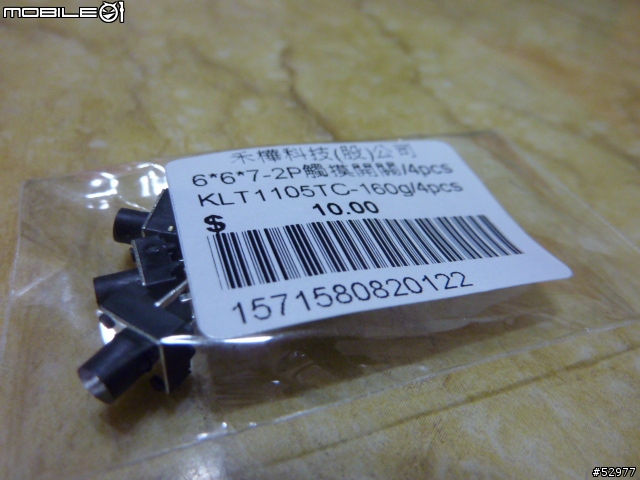 MOBILE01
禾樺科技(股)公司
6*6*7-2P觸摸開關/4pcs
KLT1105TC-160g/4pcs
$ 10.00
1571580820122
#52977